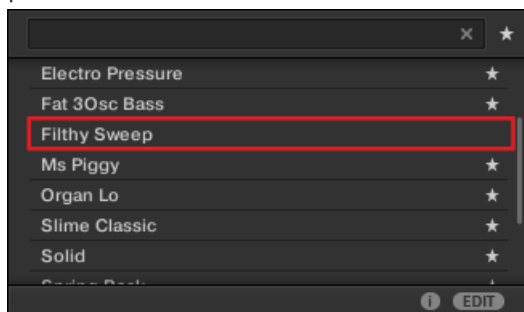 Electro Pressure
Fat 3Osc Bass
Filthy Sweep
Ms Piggy
Organ Lo
Slime Classic
Solid
EDIT